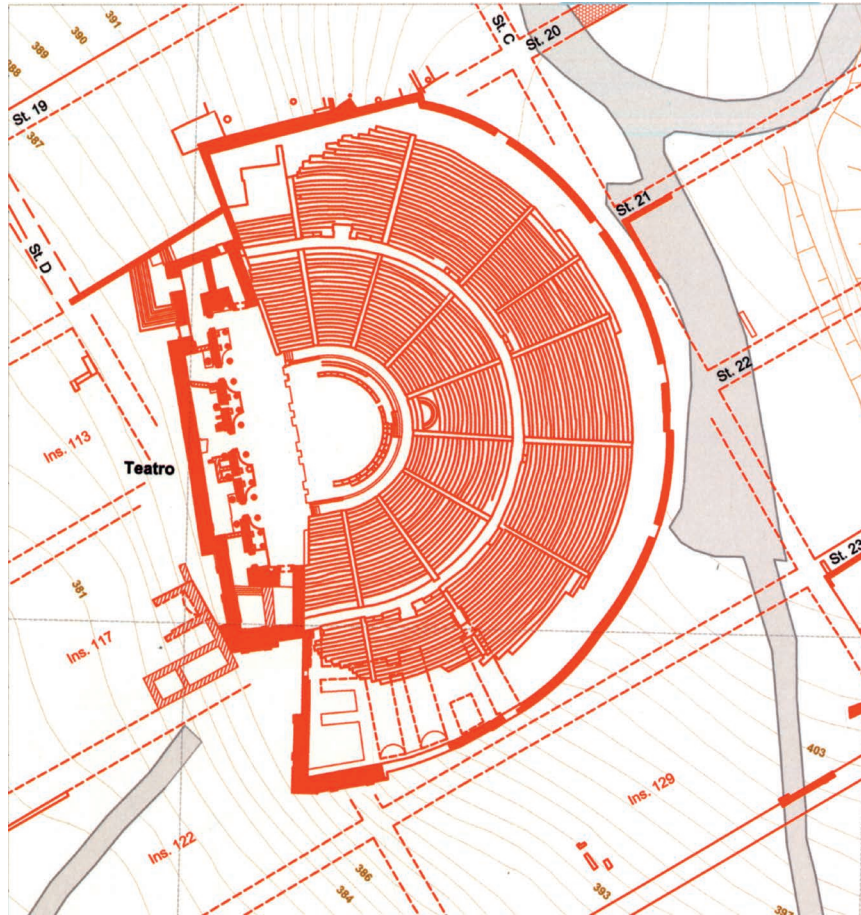 391
390
389
388
St. C
St. 20
St. 19
387
St. D
St. 21
St. 22
Ins. 113
Teatro
St. 23
381
Ins. 117
403
Ins. 129
Ins. 122
386
384
393
397